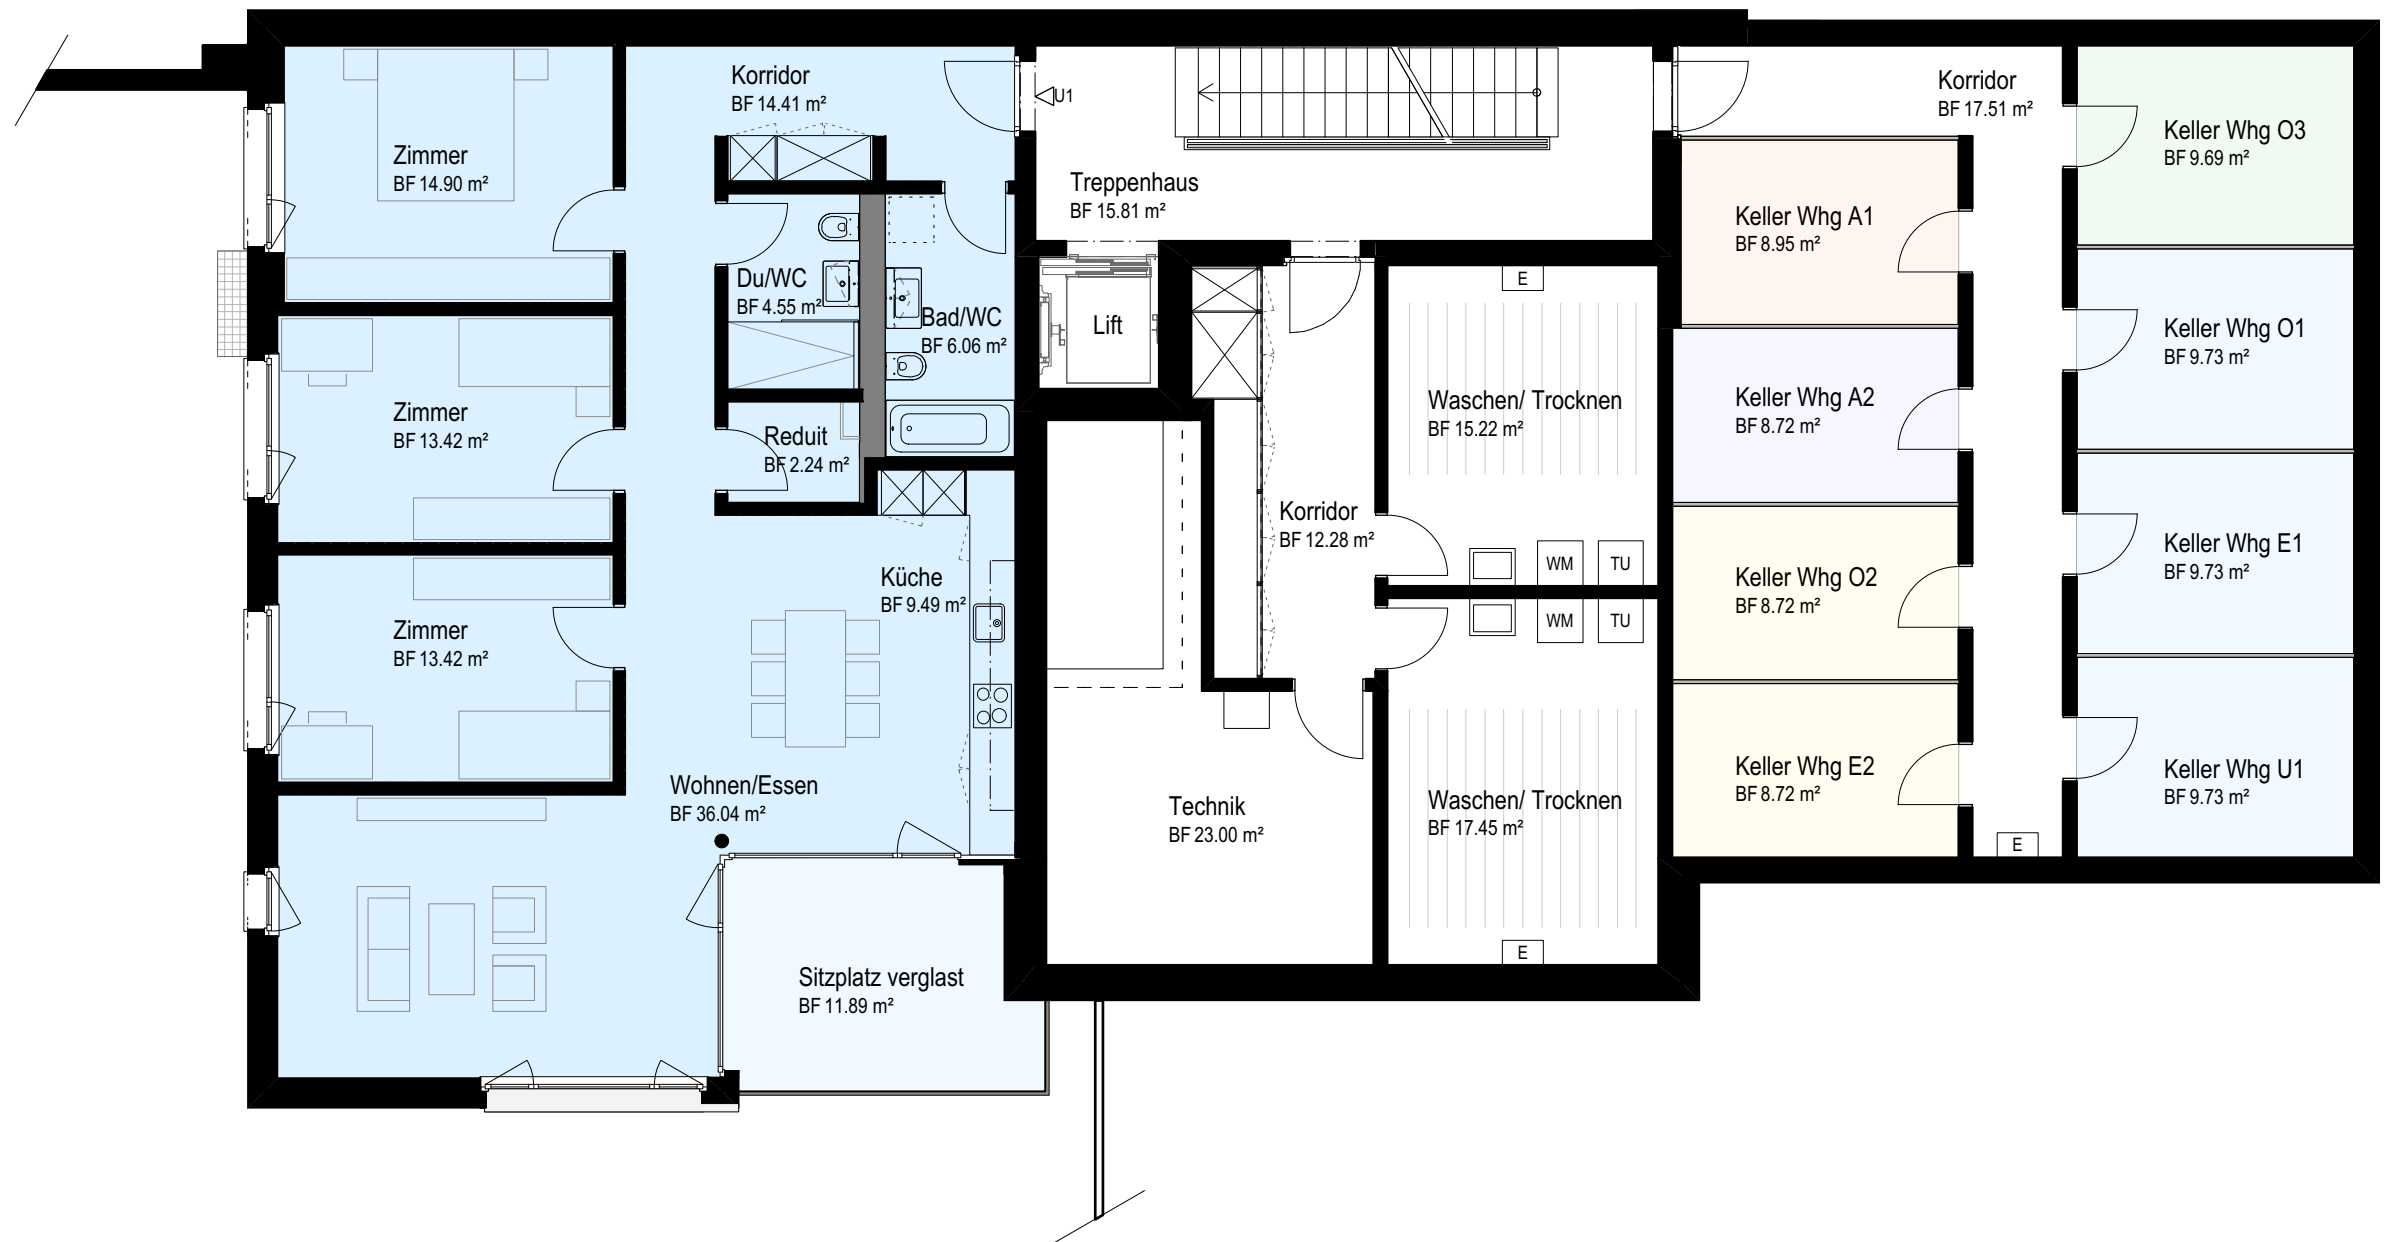 Korridor
BF 14.41 m²
U1
Korridor
BF 17.51 m²
Keller Whg O3
BF 9.69 m²
Zimmer
BF 14.90 m²
Treppenhaus
BF 15.81 m²
Keller Whg A1
BF 8.95 m²
Du/WC
BF 4.55 m²
Bad/WC
BF 6.06 m²
Lift
E
Keller Whg O1
BF 9.73 m²
Zimmer
BF 13.42 m²
Reduit
BF 2.24 m²
Waschen/ Trocknen
BF 15.22 m²
Keller Whg A2
BF 8.72 m²
Korridor
BF 12.28 m²
Keller Whg E1
BF 9.73 m²
Küche
BF 9.49 m²
WM
TU
Keller Whg O2
BF 8.72 m²
Zimmer
BF 13.42 m²
WM
TU
Wohnen/Essen
BF 36.04 m²
Technik
BF 23.00 m²
Waschen/ Trocknen
BF 17.45 m²
Keller Whg E2
BF 8.72 m²
Keller Whg U1
BF 9.73 m²
E
Sitzplatz verglast
BF 11.89 m²
E